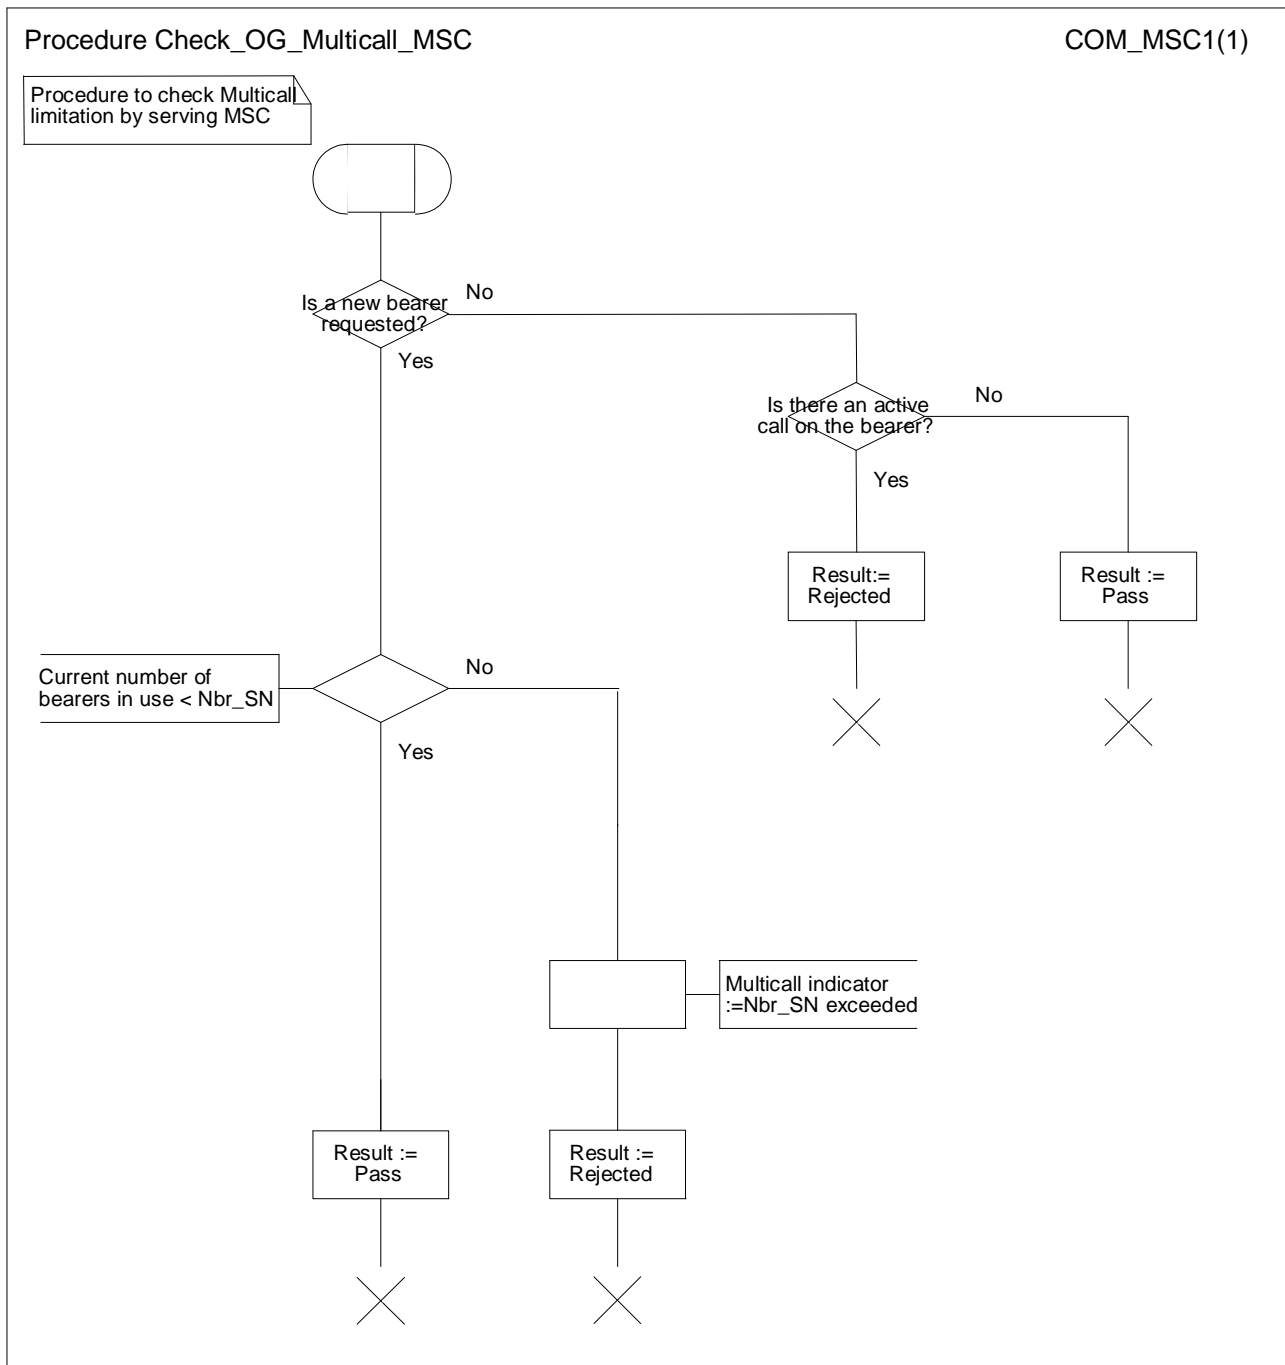 Procedure Check_OG_Multicall_MSC
COM_MSC1(1)
Procedure to check Multicall
limitation by serving MSC
Is a new bearer
requested?
No
Yes
Is there an active
call on the bearer?
No
Yes
Result:=
Rejected
Result :=
Pass
Current number of
bearers in use < Nbr_SN
No
Yes
Multicall indicator
:=Nbr_SN exceeded
Result :=
Pass
Result :=
Rejected